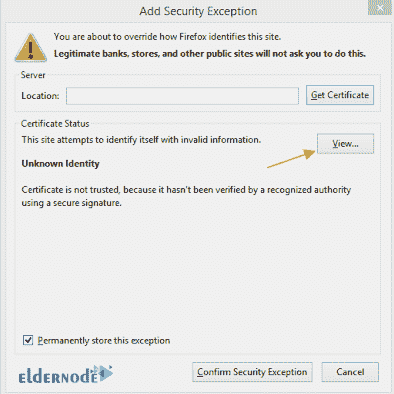 Add Security Exception
You are about to override how Firefox identifies this site.
Legitimate banks, stores, and other public sites will not ask you to do this.
Server
Location:
Get Certificate
Certificate Status
This site attempts to identify itself with invalid information.
View...
Unknown Identity
Certificate is not trusted, because it hasn't been verified by a recognized authority
using a secure signature.
Permanently store this exception
eldernode
Confirm Security Exception
Cancel